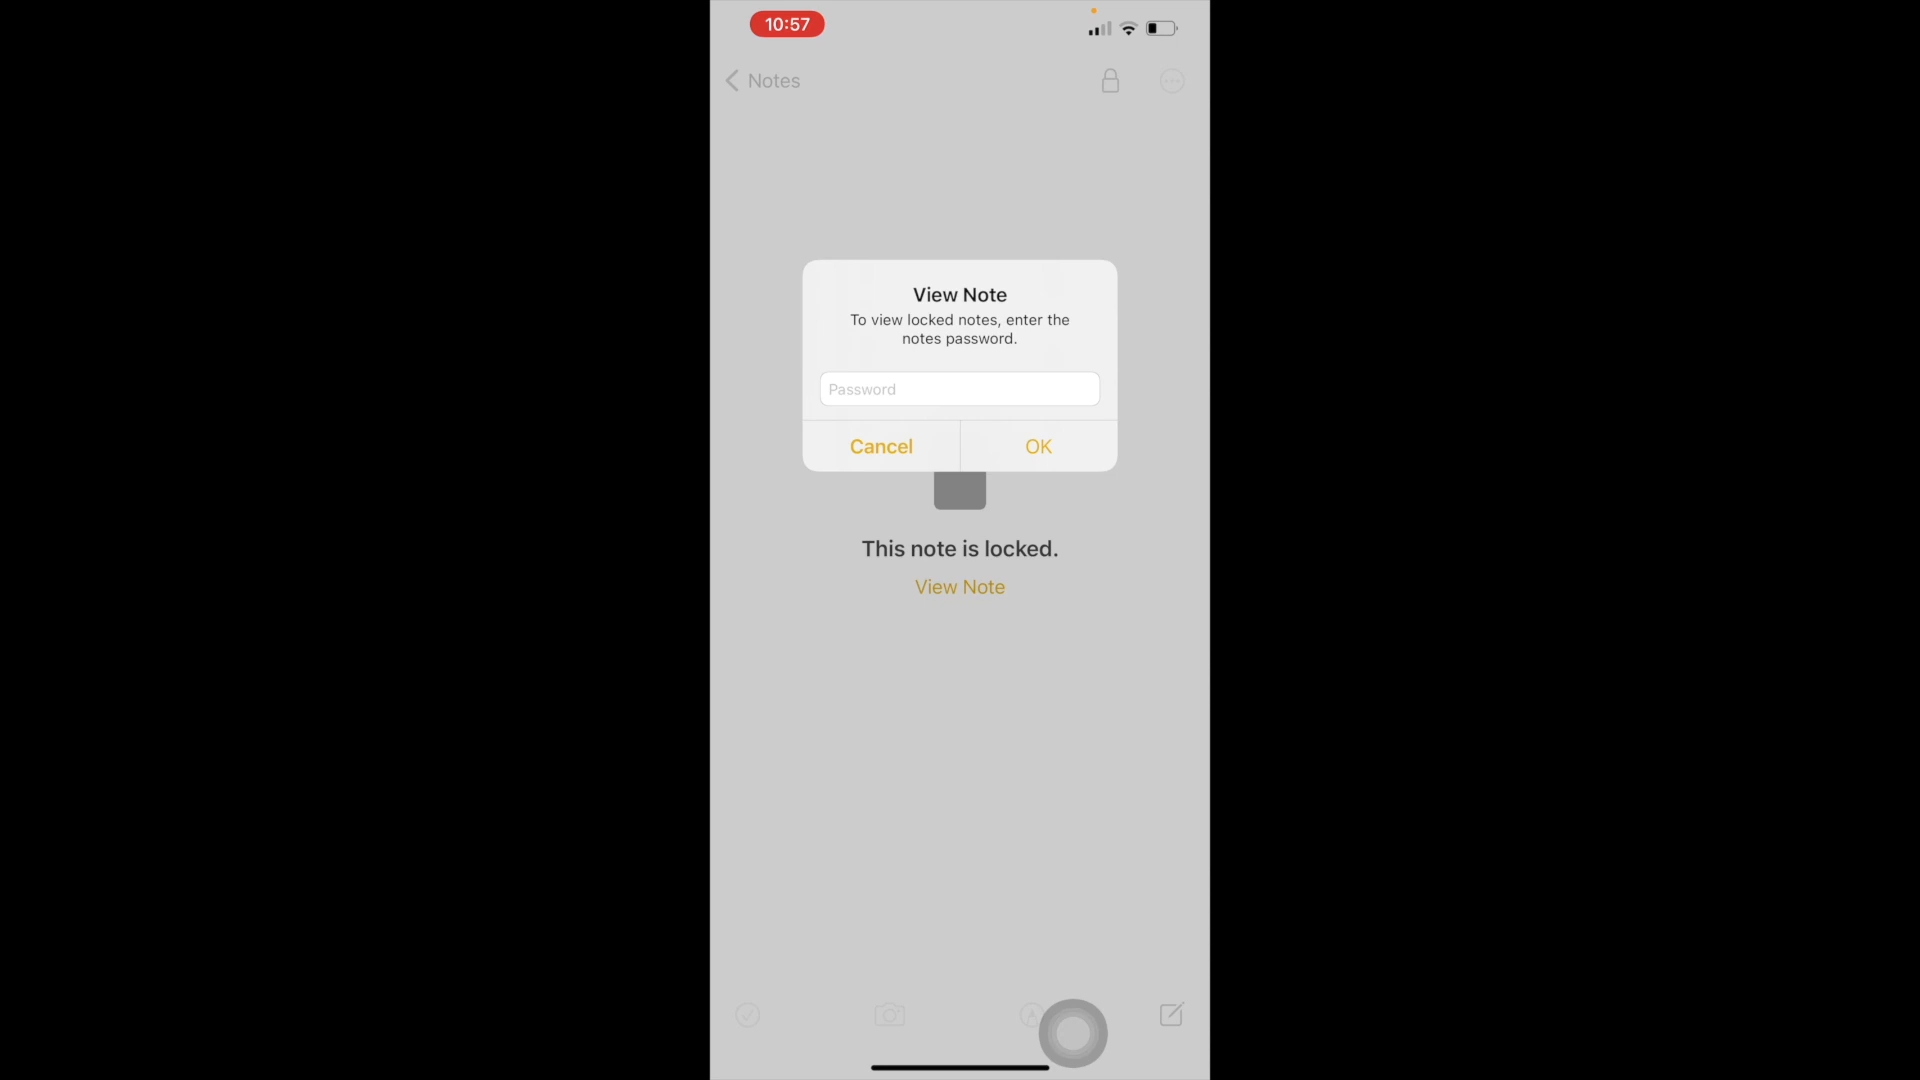 10:57
Notes
View Note
To view locked notes, enter the
notes password.
Password
Cancel
OK
This note is locked.
View Note